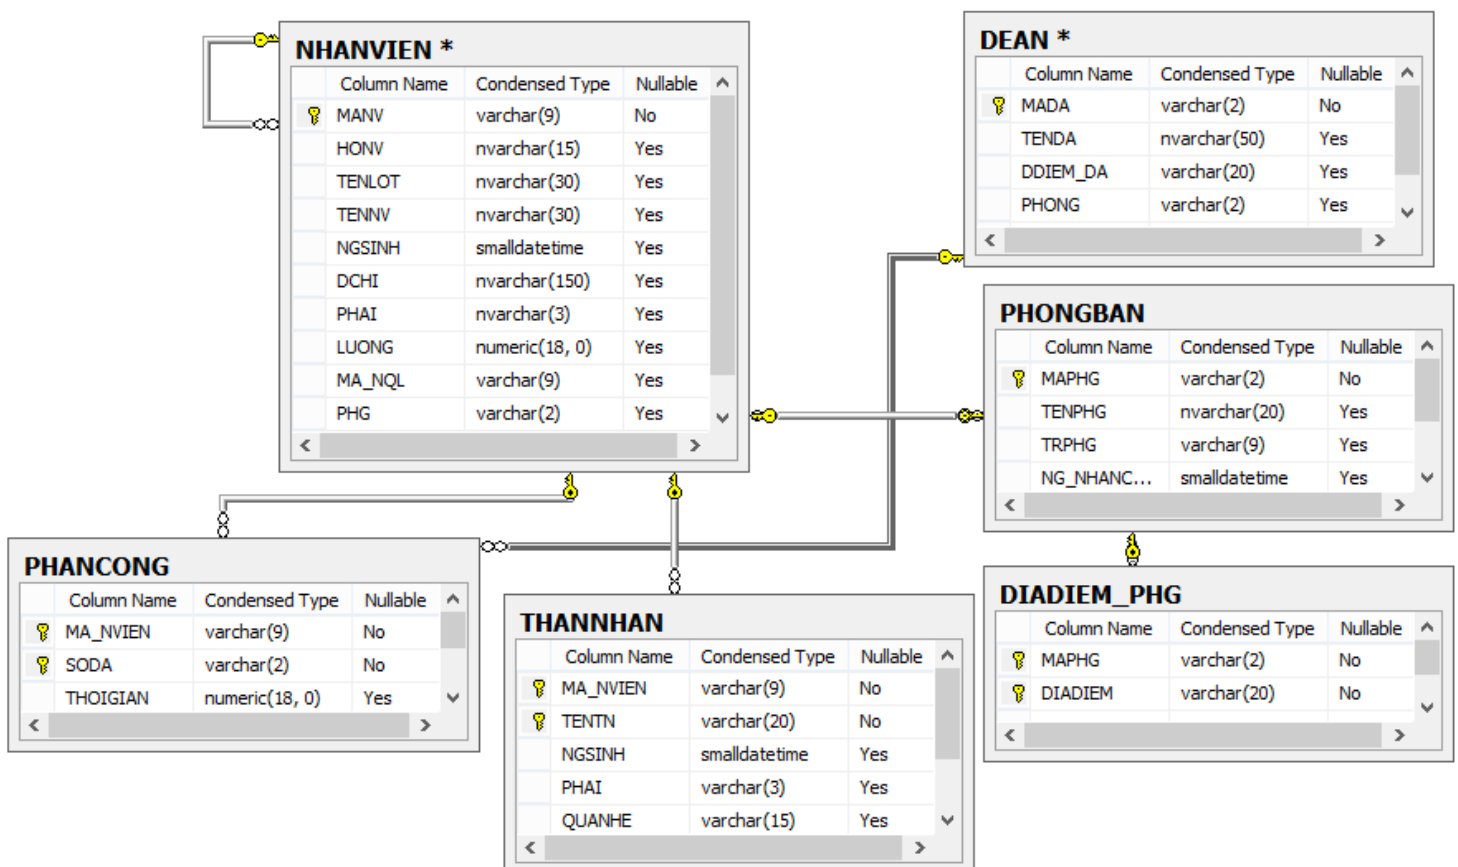 NHANVIEN *
Column Name Condensed Type Nullable
MANV varchar(9) No
HONV nvarchar(15) Yes
TENLOT nvarchar(30) Yes
TENNV nvarchar(30) Yes
NGSINH smalldatetime Yes
DCHI nvarchar(150) Yes
PHAI nvarchar(3) Yes
LUONG numeric(18, 0) Yes
MA_NQL varchar(9) Yes
PHG varchar(2) Yes
DEAN *
Column Name Condensed Type Nullable
MADA varchar(2) No
TENDA nvarchar(50) Yes
DDIEM_DA varchar(20) Yes
PHONG varchar(2) Yes
PHONGBAN
Column Name Condensed Type Nullable
MAPHG varchar(2) No
TENPHG nvarchar(20) Yes
TRPHG varchar(9) Yes
NG_NHANC... smalldatetime Yes
PHANCONG
Column Name Condensed Type Nullable
MA_NVIEN varchar(9) No
SODA varchar(2) No
THOIGIAN numeric(18, 0) Yes
THANNHAN
Column Name Condensed Type Nullable
MA_NVIEN varchar(9) No
TENTN varchar(20) No
NGSINH smalldatetime Yes
PHAI varchar(3) Yes
QUANHE varchar(15) Yes
DIADIEM_PHG
Column Name Condensed Type Nullable
MAPHG varchar(2) No
DIADIEM varchar(20) No